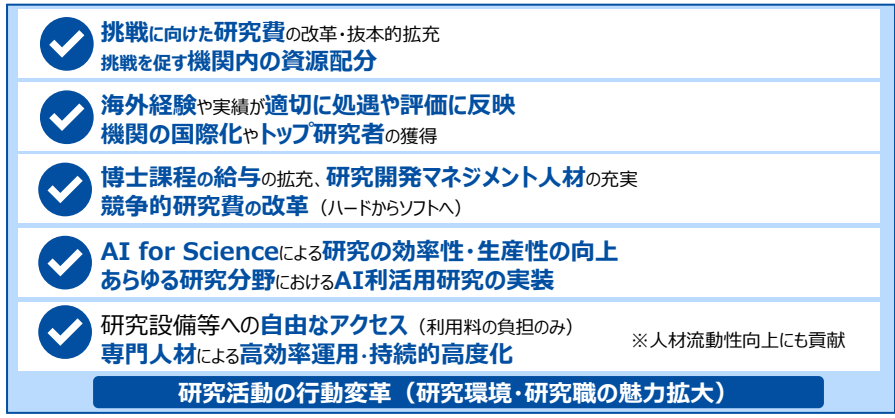 挑戦に向けた研究費の改革・抜本的拡充
挑戦を促す機関内の資源配分
海外経験や実績が適切に処遇や評価に反映
機関の国際化やトップ研究者の獲得
博士課程の給与の拡充、研究開発マネジメント人材の充実
競争的研究費の改革（ハードからソフトへ）
AI for Scienceによる研究の効率性・生産性の向上
あらゆる研究分野におけるAI利活用研究の実装
研究設備等への自由なアクセス（利用料の負担のみ）
専門人材による高効率運用・持続的高度化
※人材流動性向上にも貢献
研究活動の行動変革（研究環境・研究職の魅力拡大）